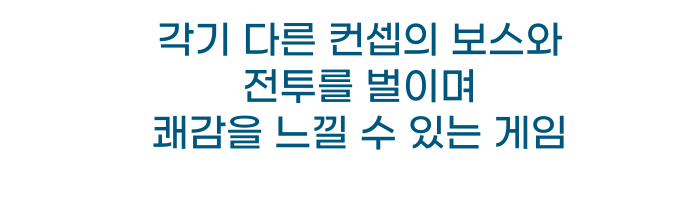 각기 다른 컨셉의 보스와
전투를 벌이며
쾌감을 느낄 수 있는 게임